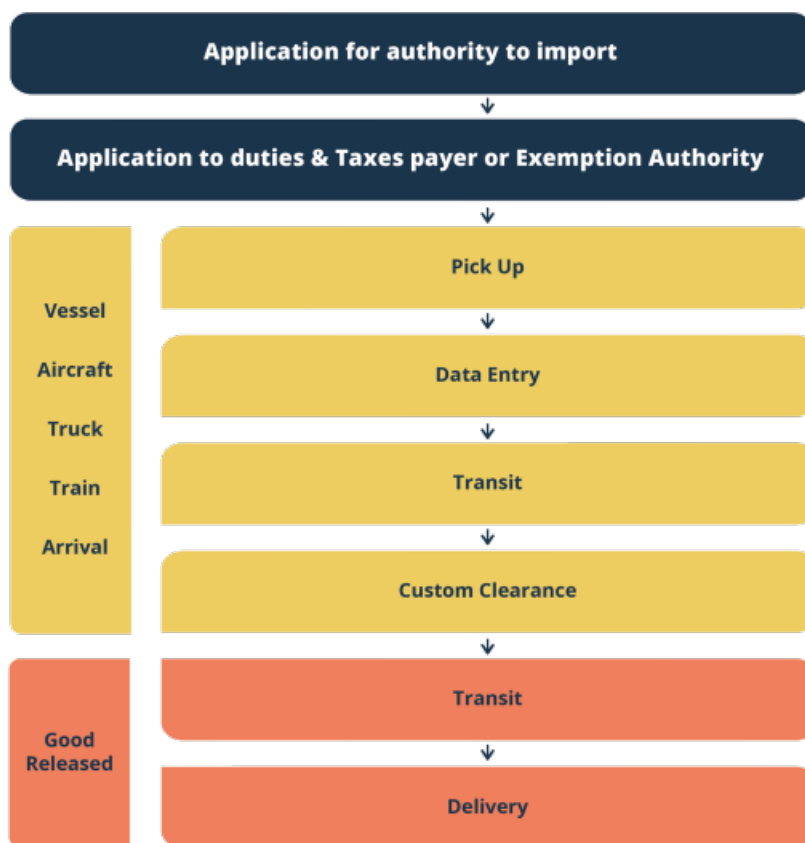 Application for authority to import
Application to duties & Taxes payer or Exemption Authority
Vessel
Aircraft
Truck
Train
Arrival
Pick Up
Data Entry
Transit
Custom Clearance
Good
Released
Transit
Delivery